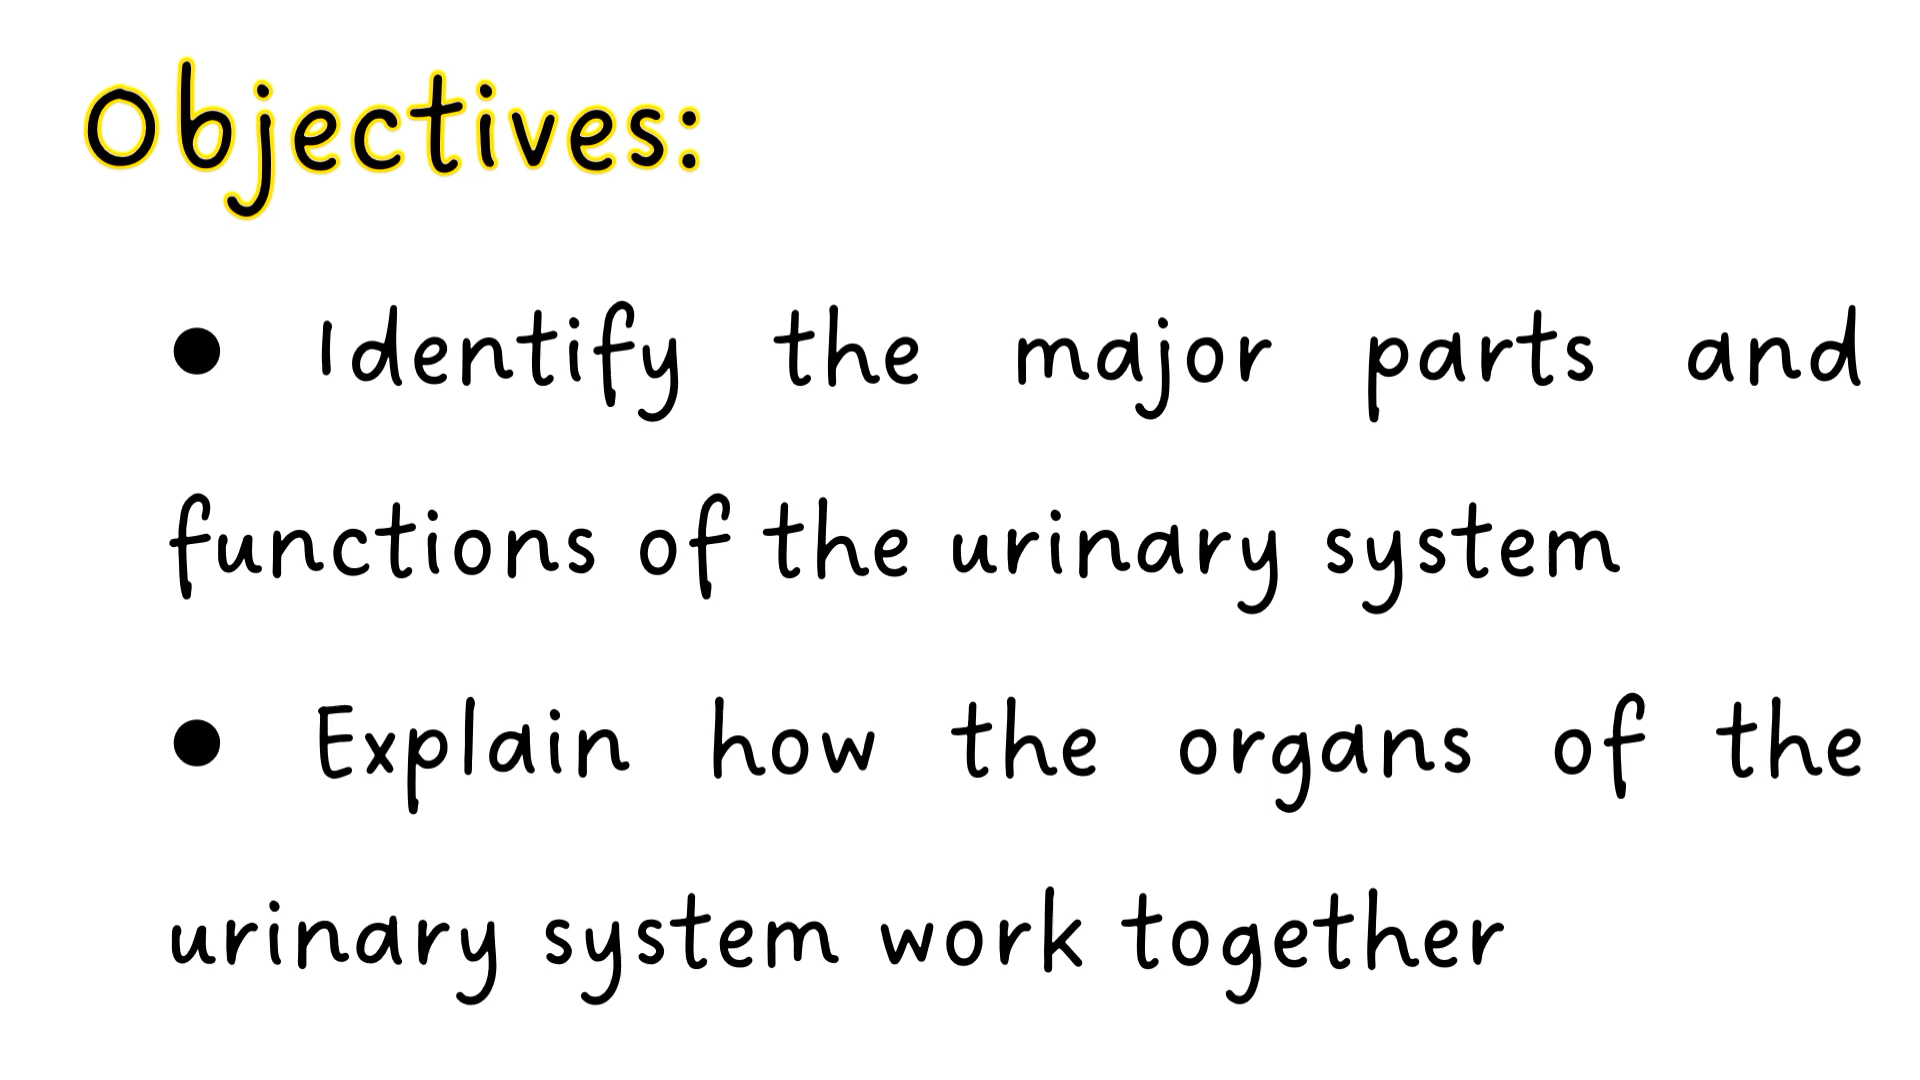 Objectives:
● Identify the major parts and
functions of the urinary system
● Explain how the organs of the
urinary system work together